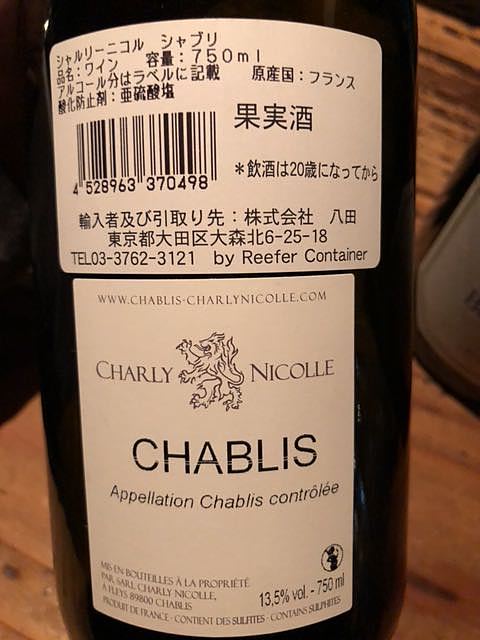 シャルリーニコル シャブリ
品名：ワイン 容量：750ml
アルコール分はラベルに記載 原産国：フランス
酸化防止剤：亜硫酸塩
果実酒
4 528963 370498
＊飲酒は20歳になってから
輸入者及び引取り先：株式会社 八田
東京都大田区大森北6-25-18
TEL03-3762-3121 by Reefer Container
WWW.CHABLIS-CHARLYNICOLLE.COM
CHARLY NICOLLE
CHABLIS
Appellation Chablis contrôlée
MIS EN BOUTEILLES À LA PROPRIÉTÉ
PAR SARL CHARLY NICOLLE,
À FLEYS 89800 CHABLIS
13,5% vol. - 750 ml
PRODUIT DE FRANCE - CONTIENT DES SULFITES - CONTAINS SULPHITES